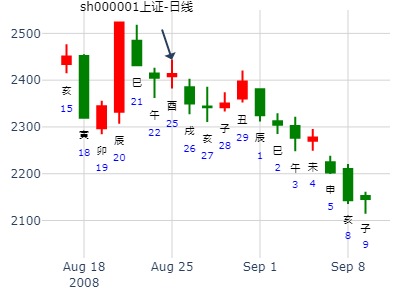 sh000001上证-日线
2500
2400
2300
2200
2100
亥
15
寅
18
卯
19
辰
20
巳
21
午
22
酉
25
戌
26
亥
27
子
28
丑
29
辰
1
巳
2
午
3
未
4
申
5
亥
8
子
9
Aug 18
2008
Aug 25
Sep 1
Sep 8